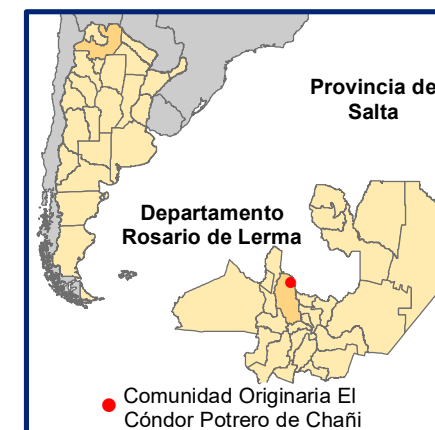 Provincia de
Salta
Departamento
Rosario de Lerma
Comunidad Originaria El
Cóndor Potrero de Chañi